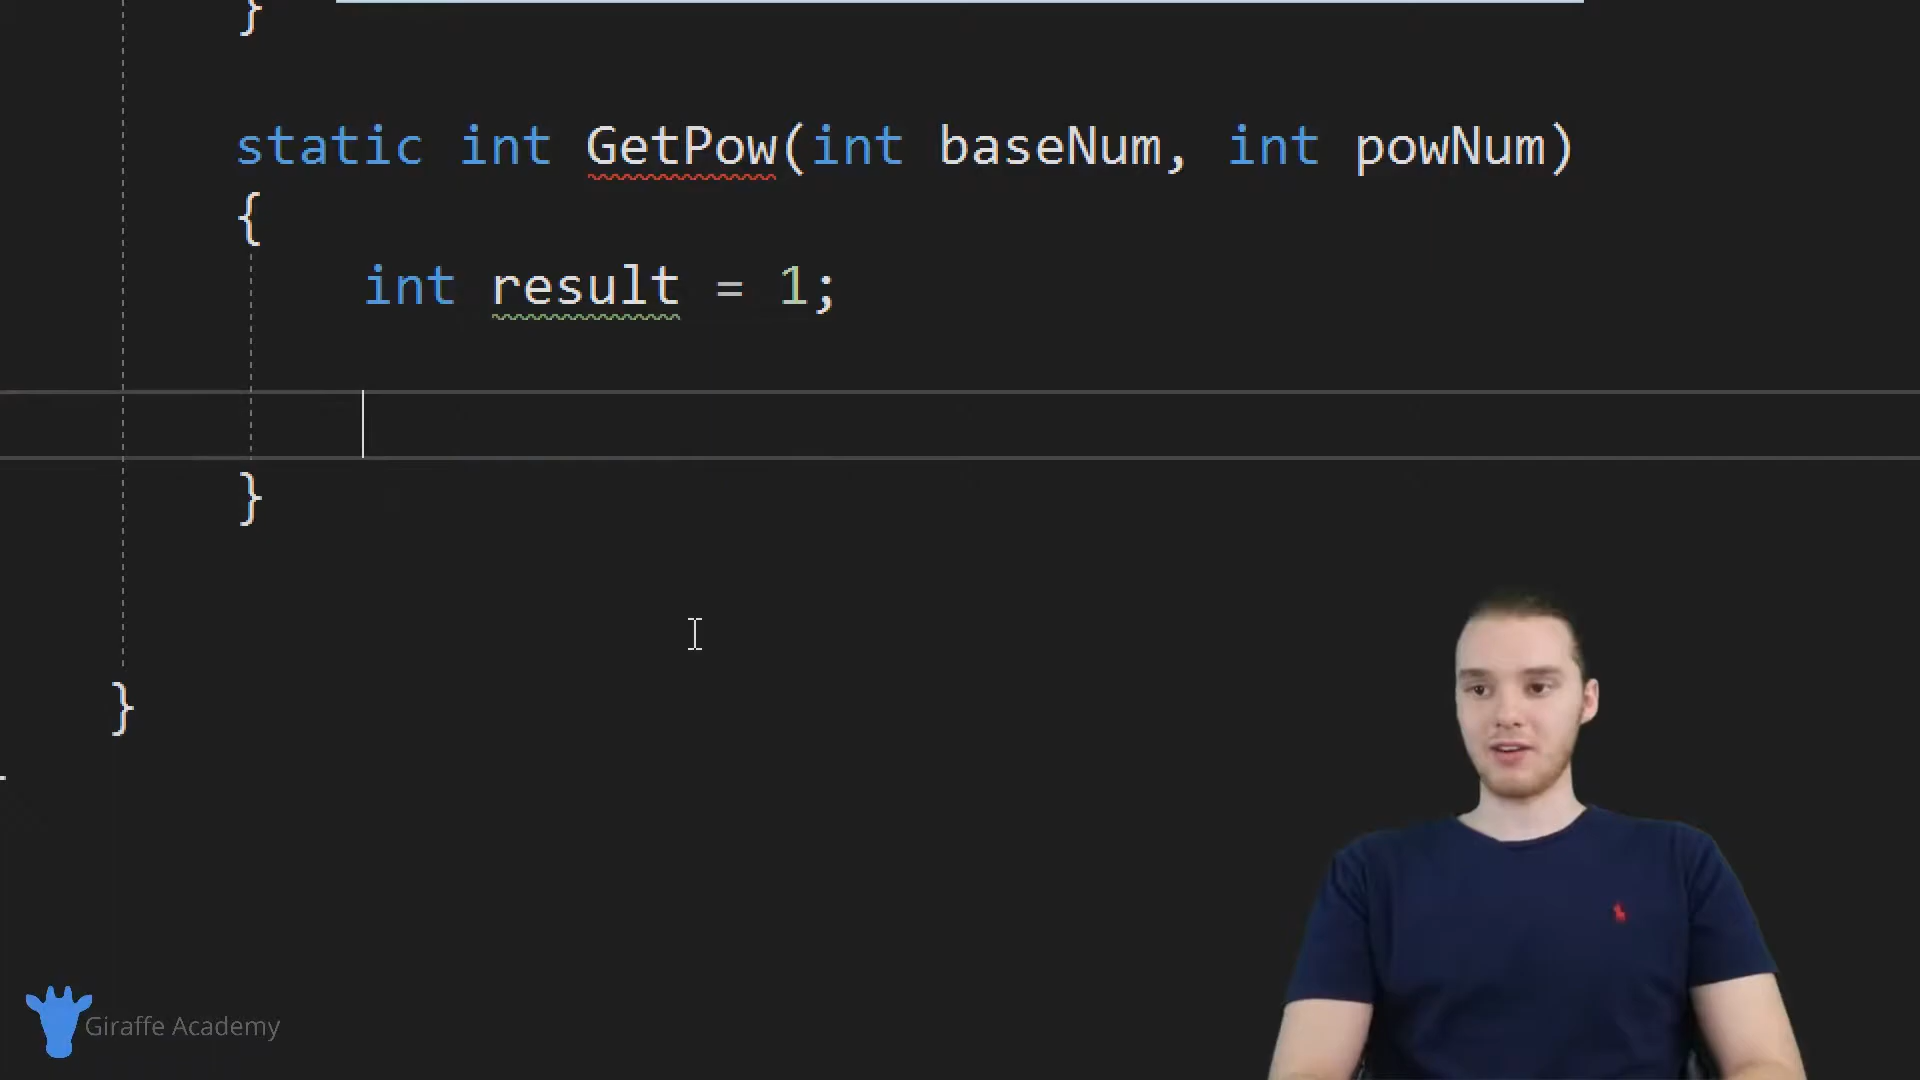 }
static int GetPow(int baseNum, int powNum)
{
int result = 1;
}
}
Giraffe Academy